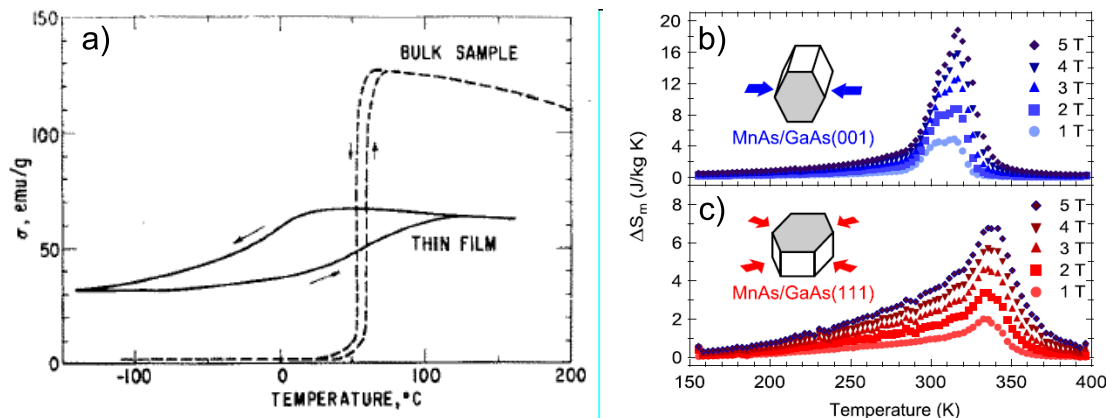 a)
150
100
50
0
σ, emu/g
BULK SAMPLE
THIN FILM
-100
0
100
200
TEMPERATURE, °C
b)
20
16
12
8
4
0
5 T
4 T
3 T
2 T
1 T
MnAs/GaAs(001)
ΔSm (J/kg K)
c)
8
6
4
2
0
5 T
4 T
3 T
2 T
1 T
MnAs/GaAs(111)
150
200
250
300
350
400
Temperature (K)